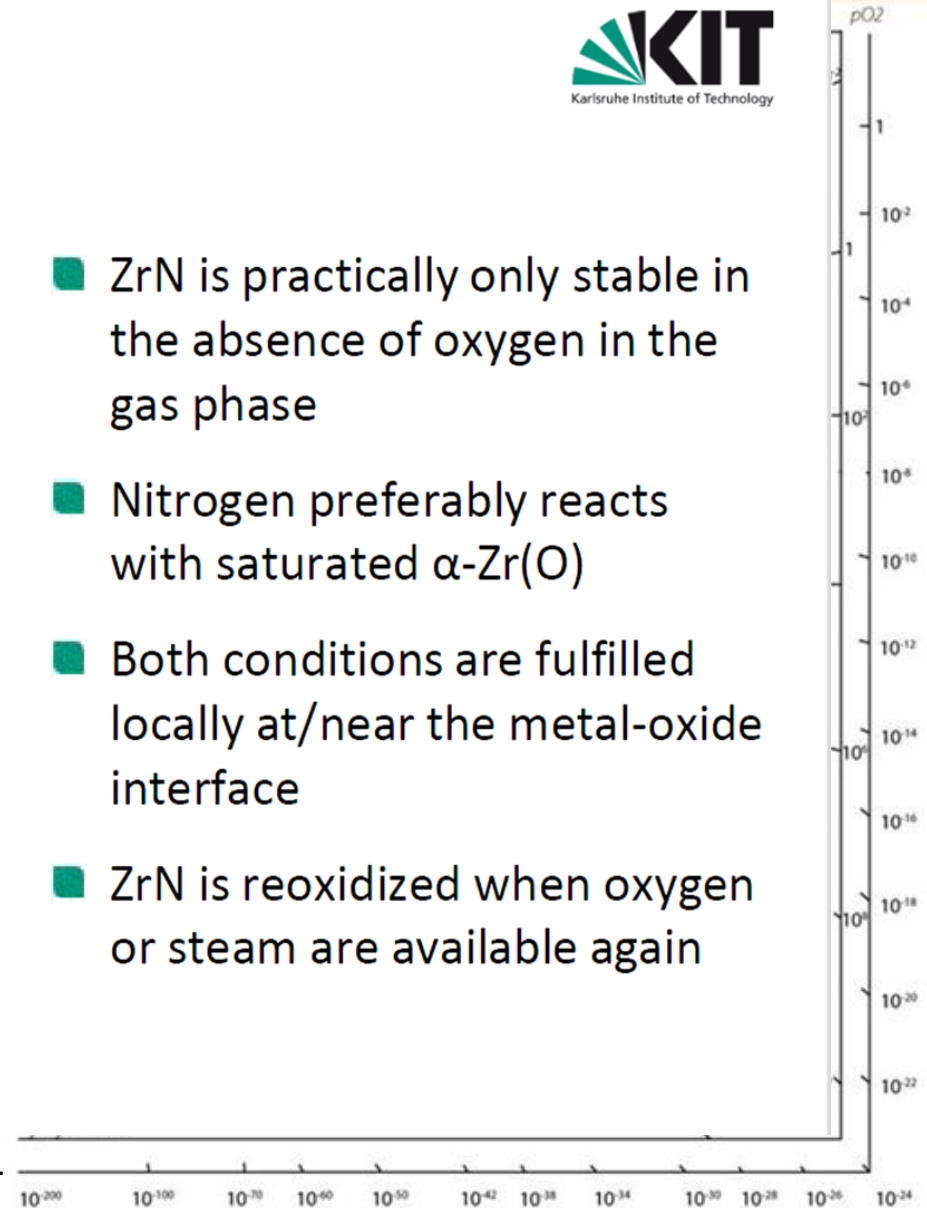 pO2
KIT
Karlsruhe Institute of Technology
ZrN is practically only stable in
the absence of oxygen in the
gas phase
Nitrogen preferably reacts
with saturated α-Zr(O)
Both conditions are fulfilled
locally at/near the metal-oxide
interface
ZrN is reoxidized when oxygen
or steam are available again
1
10⁻²
1
10⁻⁴
10⁻⁶
10²
10⁻⁸
10⁻¹⁰
10⁻¹²
10⁻¹⁴
10⁶
10⁻¹⁶
10⁻¹⁸
10⁸
10⁻²⁰
10⁻²²
10⁻²⁰⁰ 10⁻¹⁰⁰ 10⁻⁷⁰ 10⁻⁶⁰ 10⁻⁵⁰ 10⁻⁴² 10⁻³⁸ 10⁻³⁴ 10⁻³⁰ 10⁻²⁸ 10⁻²⁶ 10⁻²⁴